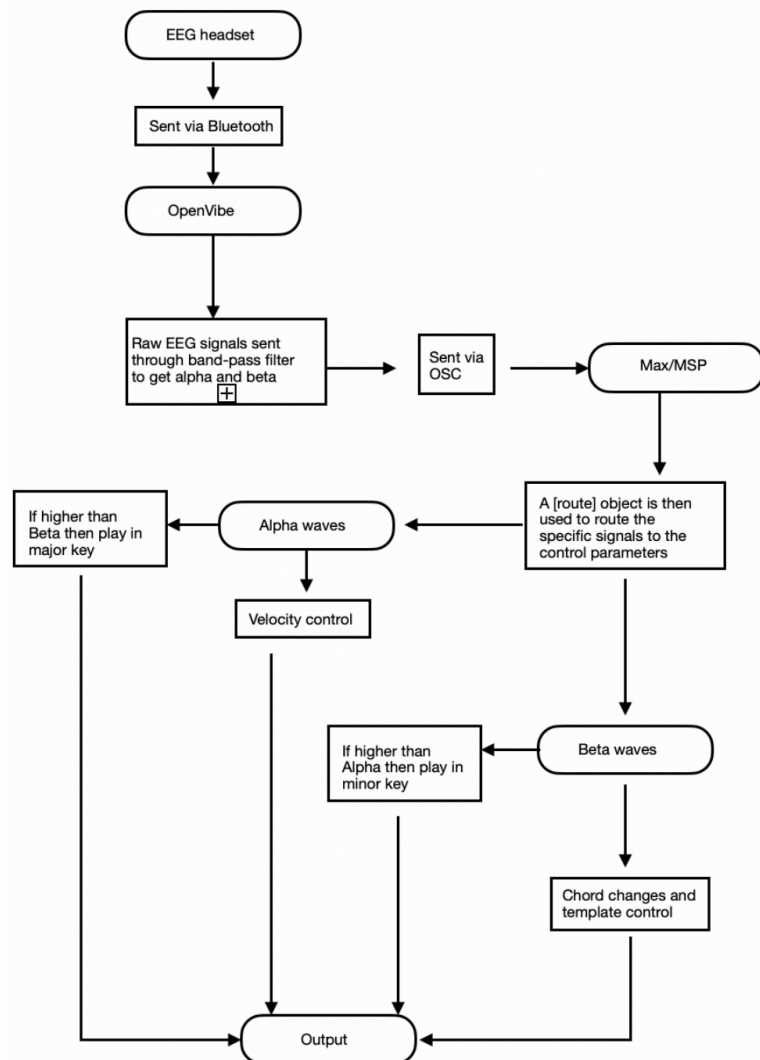 EEG headset
Sent via Bluetooth
OpenVibe
Raw EEG signals sent
through band-pass filter
to get alpha and beta
Sent via
OSC
Max/MSP
A [route] object is then
used to route the
specific signals to the
control parameters
Alpha waves
If higher than
Beta then play in
major key
Velocity control
Beta waves
If higher than
Alpha then play in
minor key
Chord changes and
template control
Output